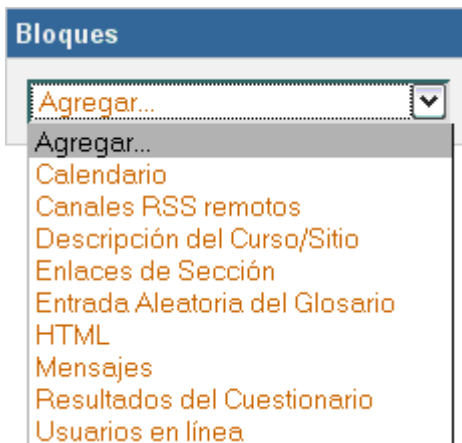 Bloques
Agregar...
Agregar...
Calendario
Canales RSS remotos
Descripción del Curso/Sitio
Enlaces de Sección
Entrada Aleatoria del Glosario
HTML
Mensajes
Resultados del Cuestionario
Usuarios en línea